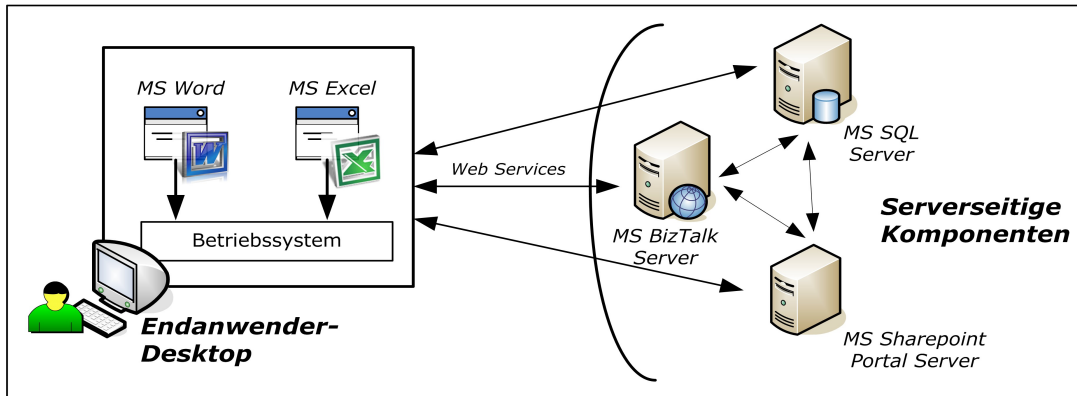 MS Word
MS Excel
W
X
Betriebssystem
Endanwender-
Desktop
Web Services
MS SQL
Server
MS BizTalk
Server
Serverseitige
Komponenten
MS Sharepoint
Portal Server